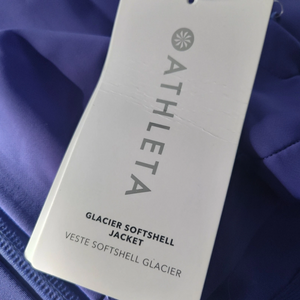 ATHLETA
GLACIER SOFTSHELL
JACKET
VESTE SOFTSHELL GLACIER